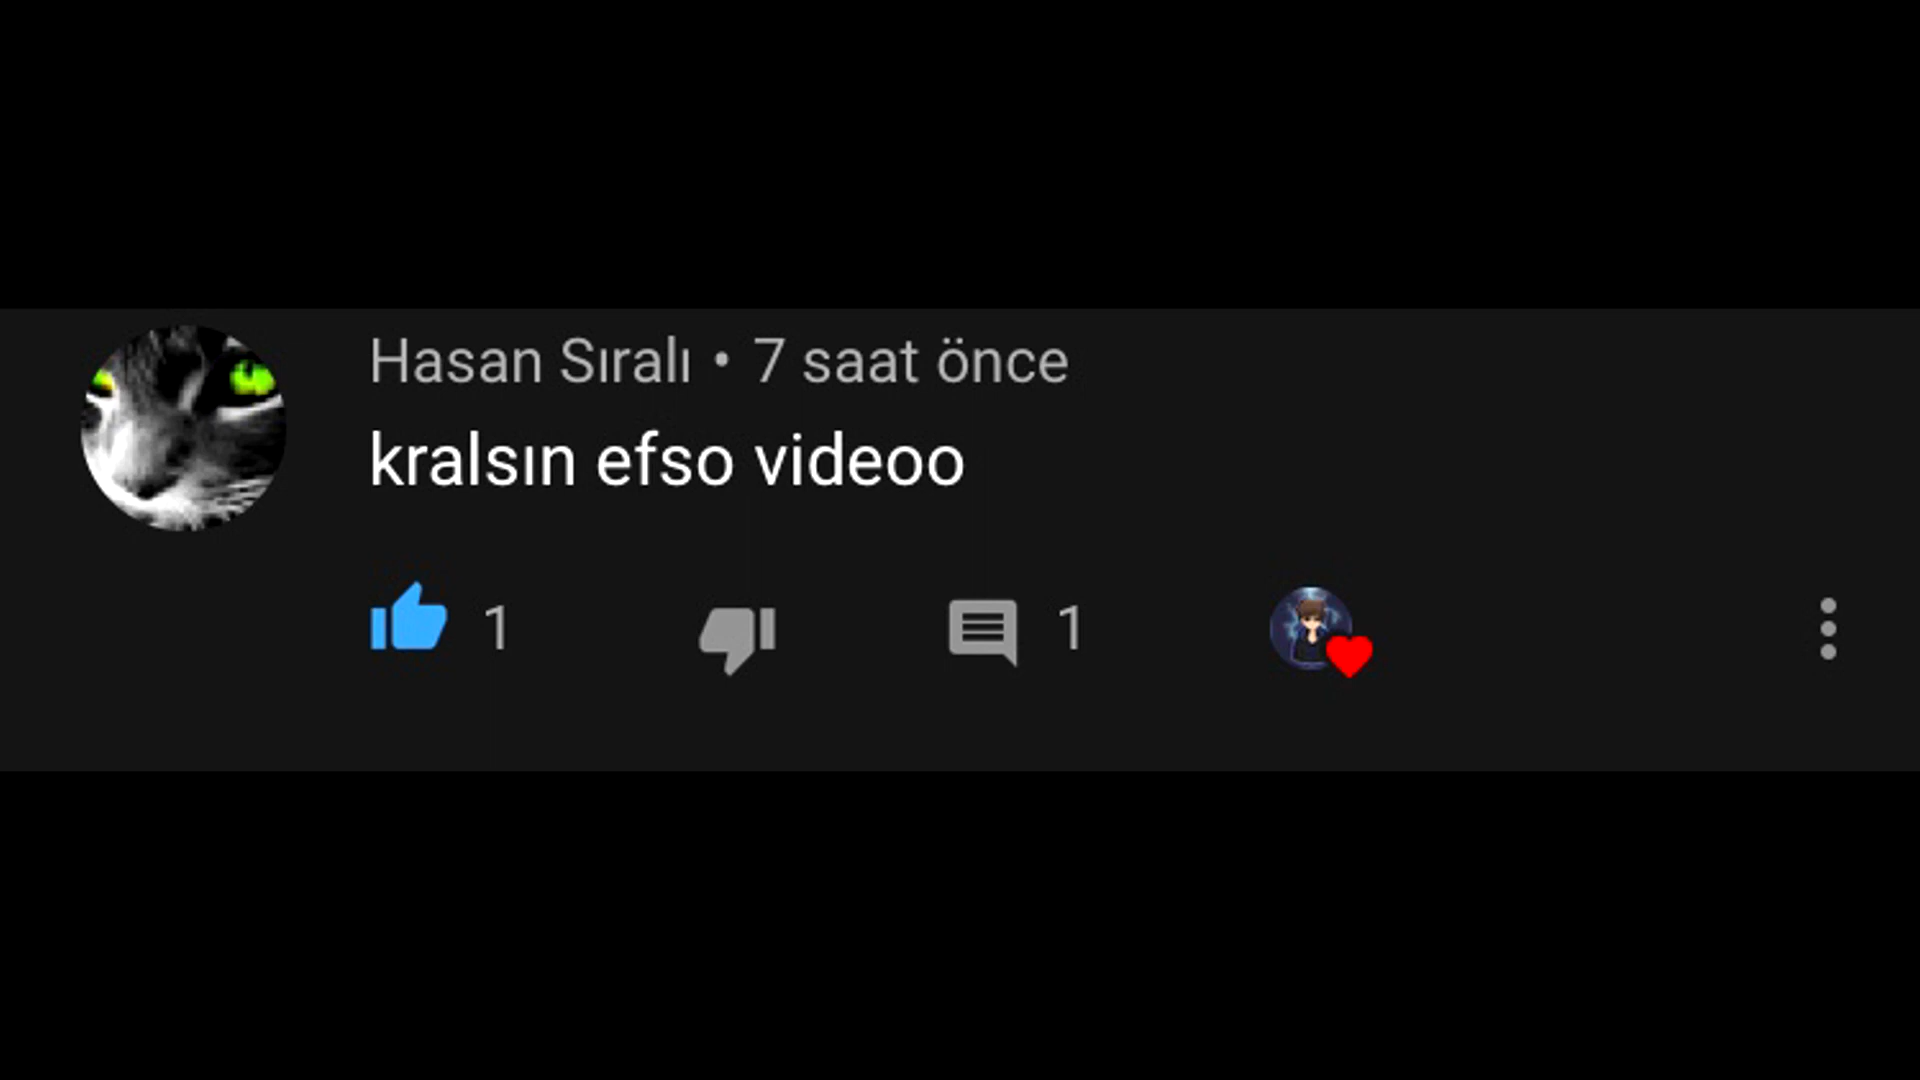 Hasan Sıralı • 7 saat önce
kralsın efso videoo
1 1